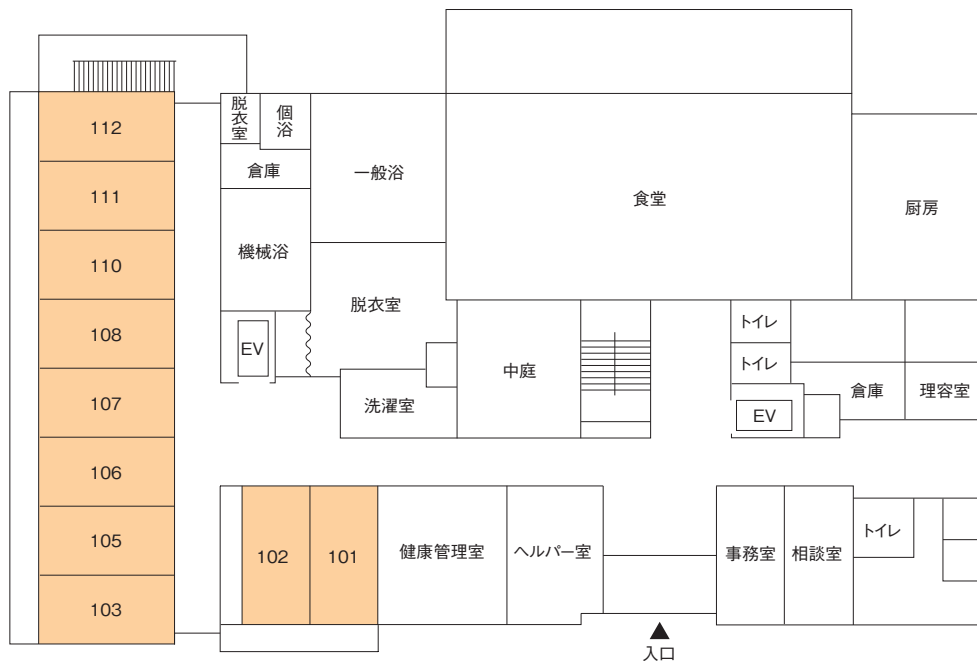 112
111
110
108
107
106
105
103
脱衣室
個浴
倉庫
機械浴
EV
一般浴
脱衣室
洗濯室
中庭
食堂
厨房
トイレ
トイレ
EV
倉庫
理容室
102
101
健康管理室
ヘルパー室
事務室
相談室
トイレ
入口